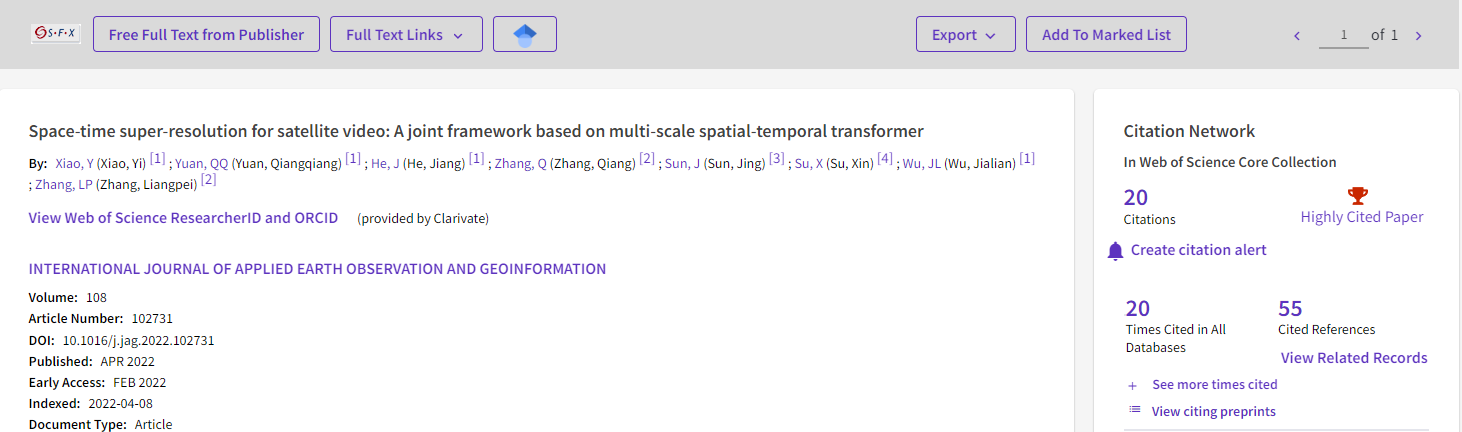 S·F·X Free Full Text from Publisher Full Text Links Export Add To Marked List 1 of 1
Space-time super-resolution for satellite video: A joint framework based on multi-scale spatial-temporal transformer
By: Xiao, Y (Xiao, Yi) [1] ; Yuan, QQ (Yuan, Qiangqiang) [1] ; He, J (He, Jiang) [1] ; Zhang, Q (Zhang, Qiang) [2] ; Sun, J (Sun, Jing) [3] ; Su, X (Su, Xin) [4] ; Wu, JL (Wu, Jialian) [1]
; Zhang, LP (Zhang, Liangpei) [2]
View Web of Science ResearcherID and ORCID (provided by Clarivate)
INTERNATIONAL JOURNAL OF APPLIED EARTH OBSERVATION AND GEOINFORMATION
Volume: 108
Article Number: 102731
DOI: 10.1016/j.jag.2022.102731
Published: APR 2022
Early Access: FEB 2022
Indexed: 2022-04-08
Document Type: Article
Citation Network
In Web of Science Core Collection
20
Citations
Highly Cited Paper
Create citation alert
20
Times Cited in All
Databases
55
Cited References
View Related Records
+ See more times cited
View citing preprints